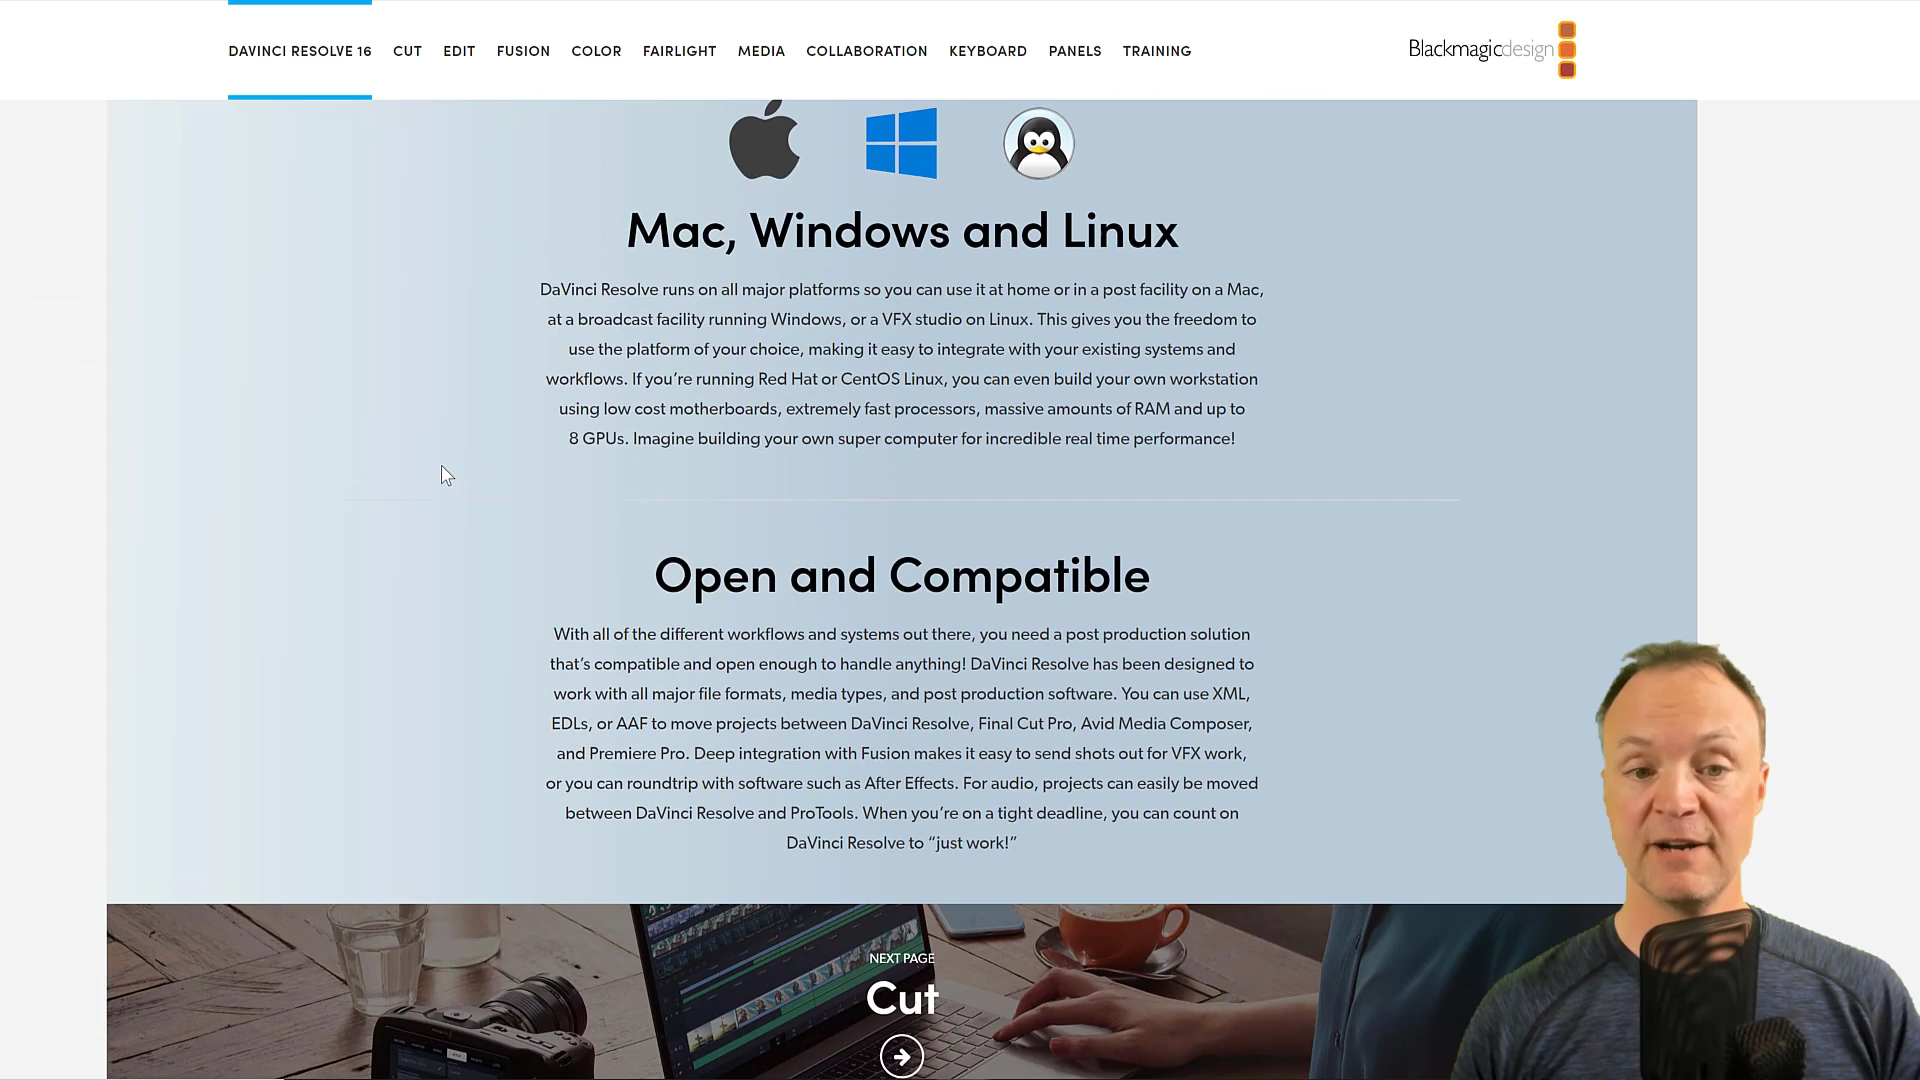 DAVINCI RESOLVE 16 CUT EDIT FUSION COLOR FAIRLIGHT MEDIA COLLABORATION KEYBOARD PANELS TRAINING
Blackmagicdesign
Mac, Windows and Linux
DaVinci Resolve runs on all major platforms so you can use it at home or in a post facility on a Mac,
at a broadcast facility running Windows, or a VFX studio on Linux. This gives you the freedom to
use the platform of your choice, making it easy to integrate with your existing systems and
workflows. If you’re running Red Hat or CentOS Linux, you can even build your own workstation
using low cost motherboards, extremely fast processors, massive amounts of RAM and up to
8 GPUs. Imagine building your own super computer for incredible real time performance!
Open and Compatible
With all of the different workflows and systems out there, you need a post production solution
that’s compatible and open enough to handle anything! DaVinci Resolve has been designed to
work with all major file formats, media types, and post production software. You can use XML,
EDLs, or AAF to move projects between DaVinci Resolve, Final Cut Pro, Avid Media Composer,
and Premiere Pro. Deep integration with Fusion makes it easy to send shots out for VFX work,
or you can roundtrip with software such as After Effects. For audio, projects can easily be moved
between DaVinci Resolve and ProTools. When you’re on a tight deadline, you can count on
DaVinci Resolve to “just work!”
NEXT PAGE
Cut